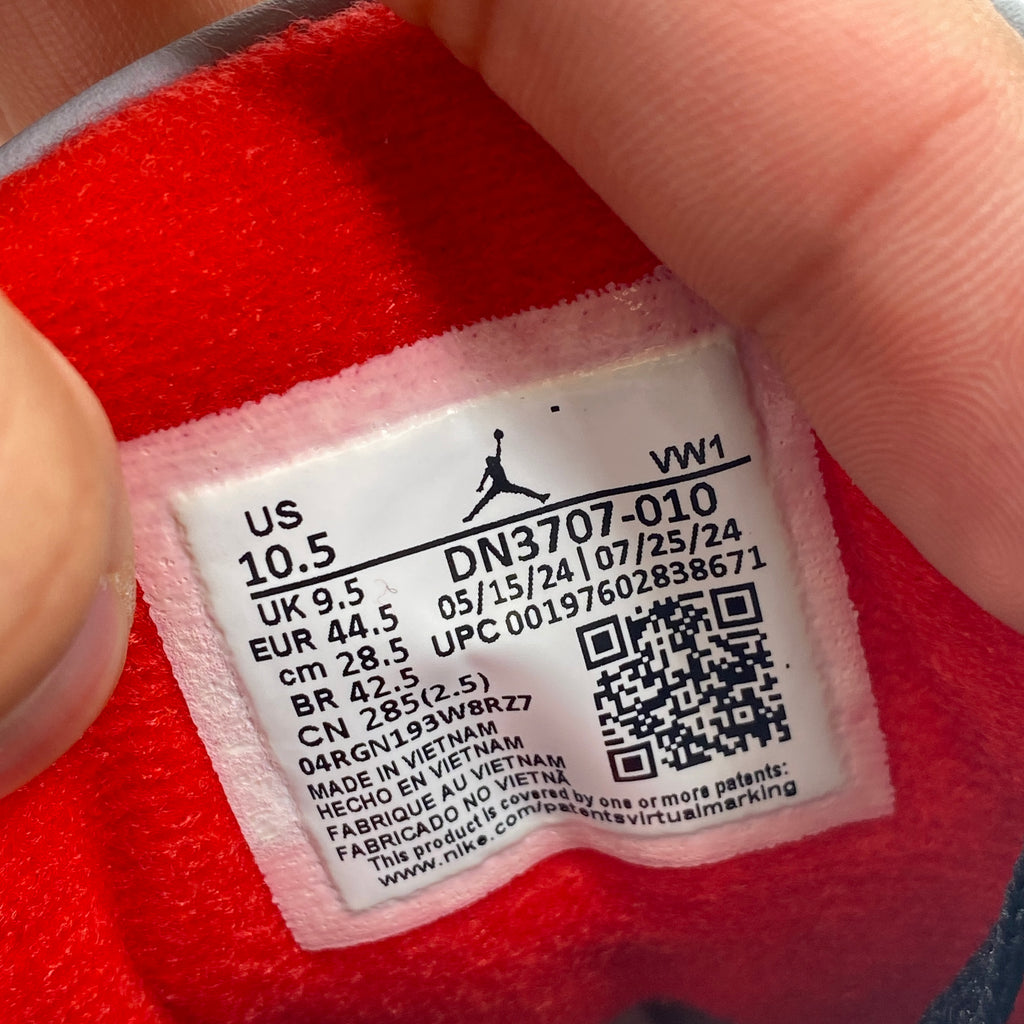 US
10.5
VW1
DN3707-010
05/15/24|07/25/24
UPC 00197602838671
UK 9.5
EUR 44.5
cm 28.5
BR 42.5
CN 285(2.5)
04RGN193W8RZ7
MADE IN VIETNAM
HECHO EN VIETNAM
FABRIQUE AU VIETNAM
FABRICADO NO VIETNÃ
This product is covered by one or more patents:
www.nike.com/patentsvirtualmarking